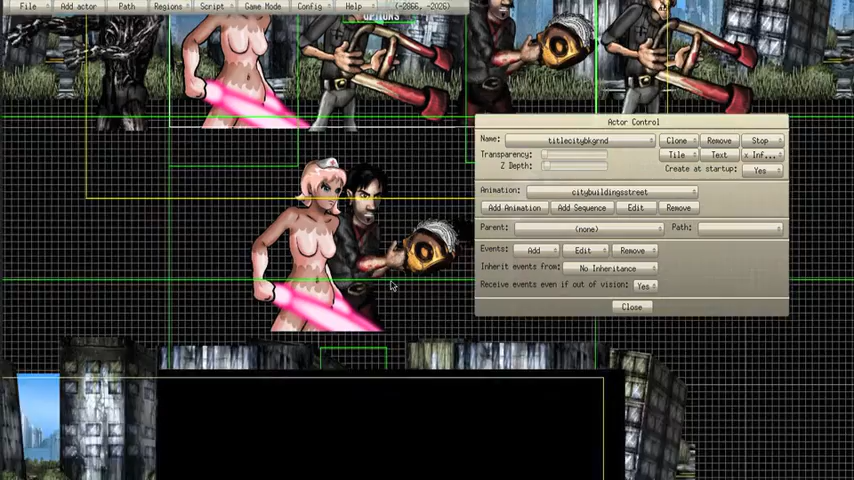 File Add actor Path Regions Script Game Mode Config Help (-2866, -2026)
OPTIONS
Actor Control
Name: titlecitybkgrnd Clone Remove Stop
Transparency: Tile Text x Inf...
Z Depth: Create at startup: Yes
Animation: citybuildingsstreet
Add Animation Add Sequence Edit Remove
Parent: (none) Path:
Events: Add Edit Remove
Inherit events from: No Inheritance
Receive events even if out of vision: Yes
Close